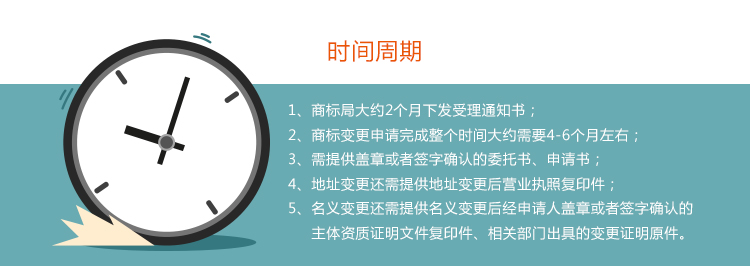 时间周期
1、商标局大约2个月下发受理通知书；
2、商标变更申请完成整个时间大约需要4-6个月左右；
3、需提供盖章或者签字确认的委托书、申请书；
4、地址变更还需提供地址变更后营业执照复印件；
5、名义变更还需提供名义变更后经申请人盖章或者签字确认的
主体资质证明文件复印件、相关部门出具的变更证明原件。